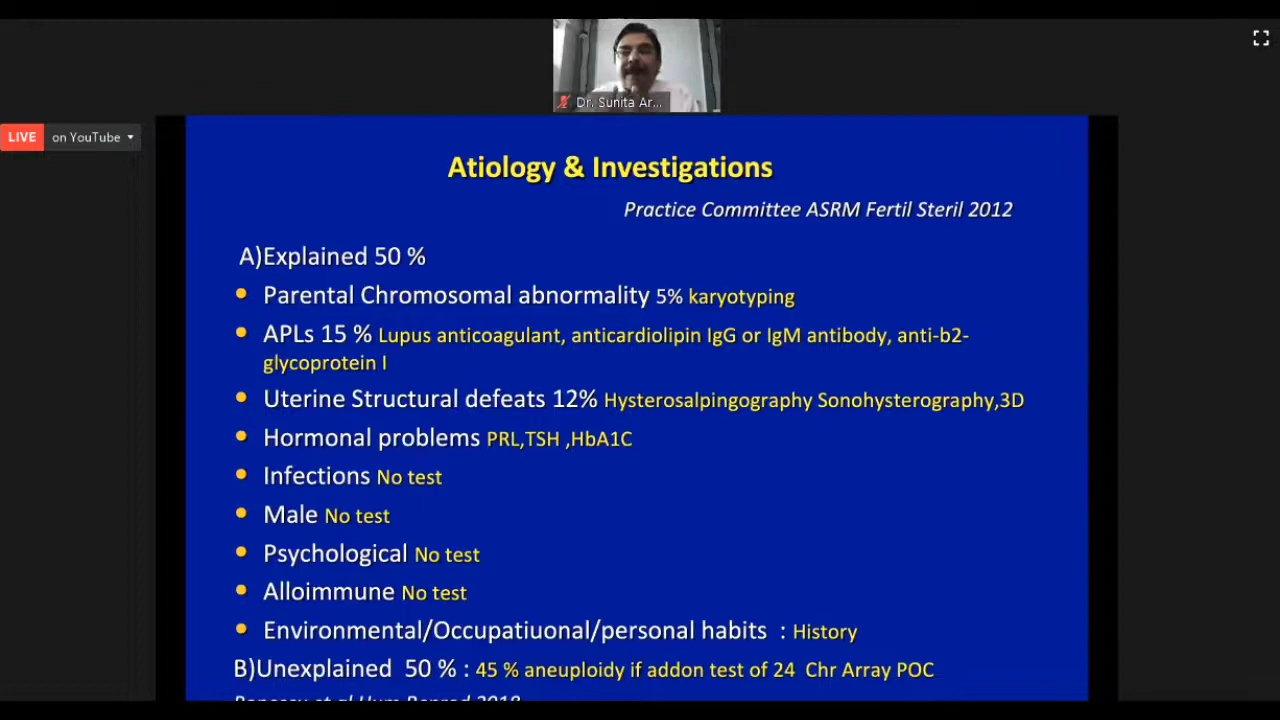 Dr. Sunita Ar...
LIVE on YouTube
Atiology & Investigations
Practice Committee ASRM Fertil Steril 2012
A)Explained 50 %
Parental Chromosomal abnormality 5% karyotyping
APLs 15 % Lupus anticoagulant, anticardiolipin IgG or IgM antibody, anti-b2-
glycoprotein I
Uterine Structural defeats 12% Hysterosalpingography Sonohysterography,3D
Hormonal problems PRL,TSH ,HbA1C
Infections No test
Male No test
Psychological No test
Alloimmune No test
Environmental/Occupatiuonal/personal habits : History
B)Unexplained 50 % : 45 % aneuploidy if addon test of 24 Chr Array POC